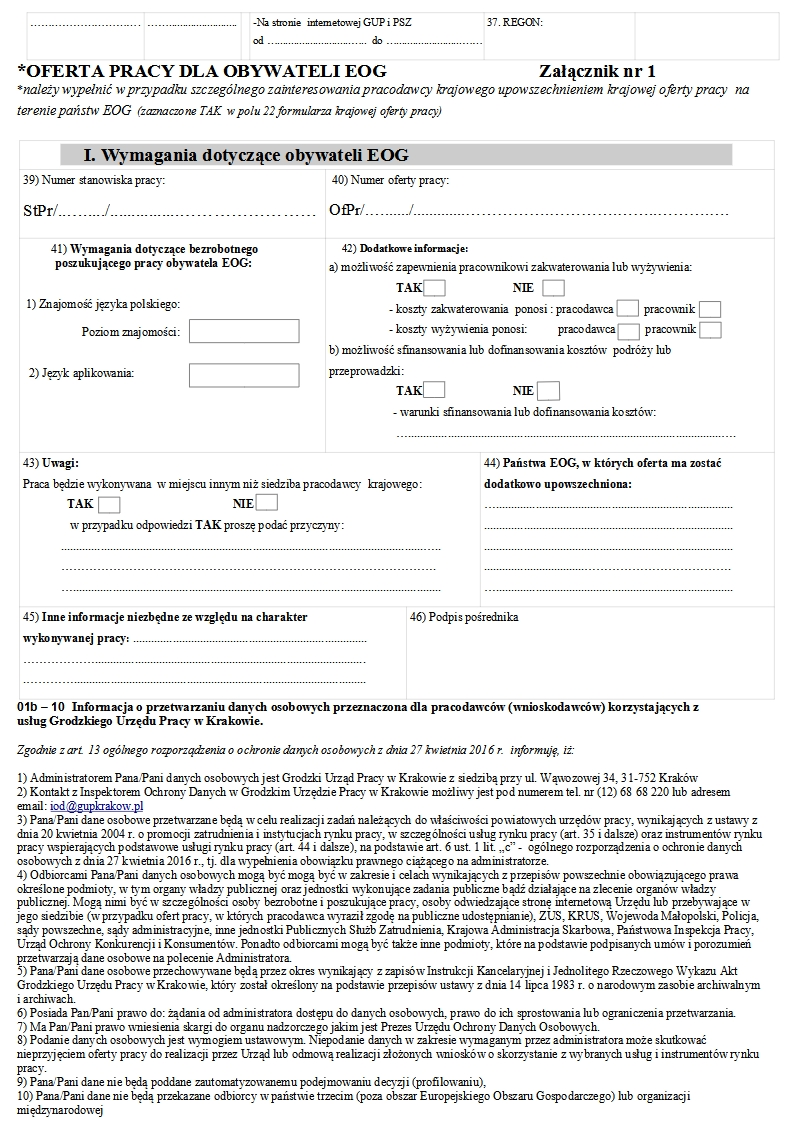 ............................ ........................... -Na stronie internetowej GUP i PSZ 37. REGON:
od ............................ do ............................
*OFERTA PRACY DLA OBYWATELI EOG Załącznik nr 1
*należy wypełnić w przypadku szczególnego zainteresowania pracodawcy krajowego upowszechnieniem krajowej oferty pracy na
terenie państw EOG (zaznaczone TAK w polu 22 formularza krajowej oferty pracy)
I. Wymagania dotyczące obywateli EOG
39) Numer stanowiska pracy:
StPr/........./.......................................
40) Numer oferty pracy:
OfPr/........../............................................................
41) Wymagania dotyczące bezrobotnego
poszukującego pracy obywatela EOG:
1) Znajomość języka polskiego:
Poziom znajomości:
2) Język aplikowania:
42) Dodatkowe informacje:
a) możliwość zapewnienia pracownikowi zakwaterowania lub wyżywienia:
TAK NIE
- koszty zakwaterowania ponosi : pracodawca pracownik
- koszty wyżywienia ponosi: pracodawca pracownik
b) możliwość sfinansowania lub dofinansowania kosztów podróży lub
przeprowadzki:
TAK NIE
- warunki sfinansowania lub dofinansowania kosztów:
....................................................................................
43) Uwagi:
Praca będzie wykonywana w miejscu innym niż siedziba pracodawcy krajowego:
TAK NIE
w przypadku odpowiedzi TAK proszę podać przyczyny:
....................................................................................
....................................................................................
....................................................................................
44) Państwa EOG, w których oferta ma zostać
dodatkowo upowszechniona:
..............................................................
..............................................................
..............................................................
..............................................................
..............................................................
45) Inne informacje niezbędne ze względu na charakter
wykonywanej pracy: ..........................................................
....................................................................................
....................................................................................
46) Podpis pośrednika
01b – 10 Informacja o przetwarzaniu danych osobowych przeznaczona dla pracodawców (wnioskodawców) korzystających z
usług Grodzkiego Urzędu Pracy w Krakowie.
Zgodnie z art. 13 ogólnego rozporządzenia o ochronie danych osobowych z dnia 27 kwietnia 2016 r. informuję, iż:
1) Administratorem Pana/Pani danych osobowych jest Grodzki Urząd Pracy w Krakowie z siedzibą przy ul. Wąwozowej 34, 31-752 Kraków
2) Kontakt z Inspektorem Ochrony Danych w Grodzkim Urzędzie Pracy w Krakowie możliwy jest pod numerem tel. nr (12) 68 68 220 lub adresem
email: iod@gupkrakow.pl
3) Pana/Pani dane osobowe przetwarzane będą w celu realizacji zadań należących do właściwości powiatowych urzędów pracy, wynikających z ustawy z
dnia 20 kwietnia 2004 r. o promocji zatrudnienia i instytucjach rynku pracy, w szczególności usług rynku pracy (art. 35 i dalsze) oraz instrumentów rynku
pracy wspierających podstawowe usługi rynku pracy (art. 44 i dalsze), na podstawie art. 6 ust. 1 lit. „c” - ogólnego rozporządzenia o ochronie danych
osobowych z dnia 27 kwietnia 2016 r., tj. dla wypełnienia obowiązku prawnego ciążącego na administratorze.
4) Odbiorcami Pana/Pani danych osobowych mogą być mogą być w zakresie i celach wynikających z przepisów powszechnie obowiązującego prawa
określone podmioty, w tym organy władzy publicznej oraz jednostki wykonujące zadania publiczne bądź działające na zlecenie organów władzy
publicznej. Mogą nimi być w szczególności osoby bezrobotne i poszukujące pracy, osoby odwiedzające stronę internetową Urzędu lub przebywające w
jego siedzibie (w przypadku ofert pracy, w których pracodawca wyraził zgodę na publiczne udostępnianie), ZUS, KRUS, Wojewoda Małopolski, Policja,
sądy powszechne, sądy administracyjne, inne jednostki Publicznych Służb Zatrudnienia, Krajowa Administracja Skarbowa, Państwowa Inspekcja Pracy,
Urząd Ochrony Konkurencji i Konsumentów. Ponadto odbiorcami mogą być także inne podmioty, które na podstawie podpisanych umów i porozumień
przetwarzają dane osobowe na polecenie Administratora.
5) Pana/Pani dane osobowe przechowywane będą przez okres wynikający z zapisów Instrukcji Kancelaryjnej i Jednolitego Rzeczowego Wykazu Akt
Grodzkiego Urzędu Pracy w Krakowie, który został określony na podstawie przepisów ustawy z dnia 14 lipca 1983 r. o narodowym zasobie archiwalnym
i archiwach.
6) Posiada Pan/Pani prawo do: żądania od administratora dostępu do danych osobowych, prawo do ich sprostowania lub ograniczenia przetwarzania.
7) Ma Pan/Pani prawo wniesienia skargi do organu nadzorczego jakim jest Prezes Urzędu Ochrony Danych Osobowych.
8) Podanie danych osobowych jest wymogiem ustawowym. Niepodanie danych w zakresie wymaganym przez administratora może skutkować
nieprzyjęciem oferty pracy do realizacji przez Urząd lub odmową realizacji złożonych wniosków o skorzystanie z wybranych usług i instrumentów rynku
pracy.
9) Pana/Pani dane nie będą poddane zautomatyzowanemu podejmowaniu decyzji (profilowaniu),
10) Pana/Pani dane nie będą przekazane odbiorcy w państwie trzecim (poza obszar Europejskiego Obszaru Gospodarczego) lub organizacji
międzynarodowej